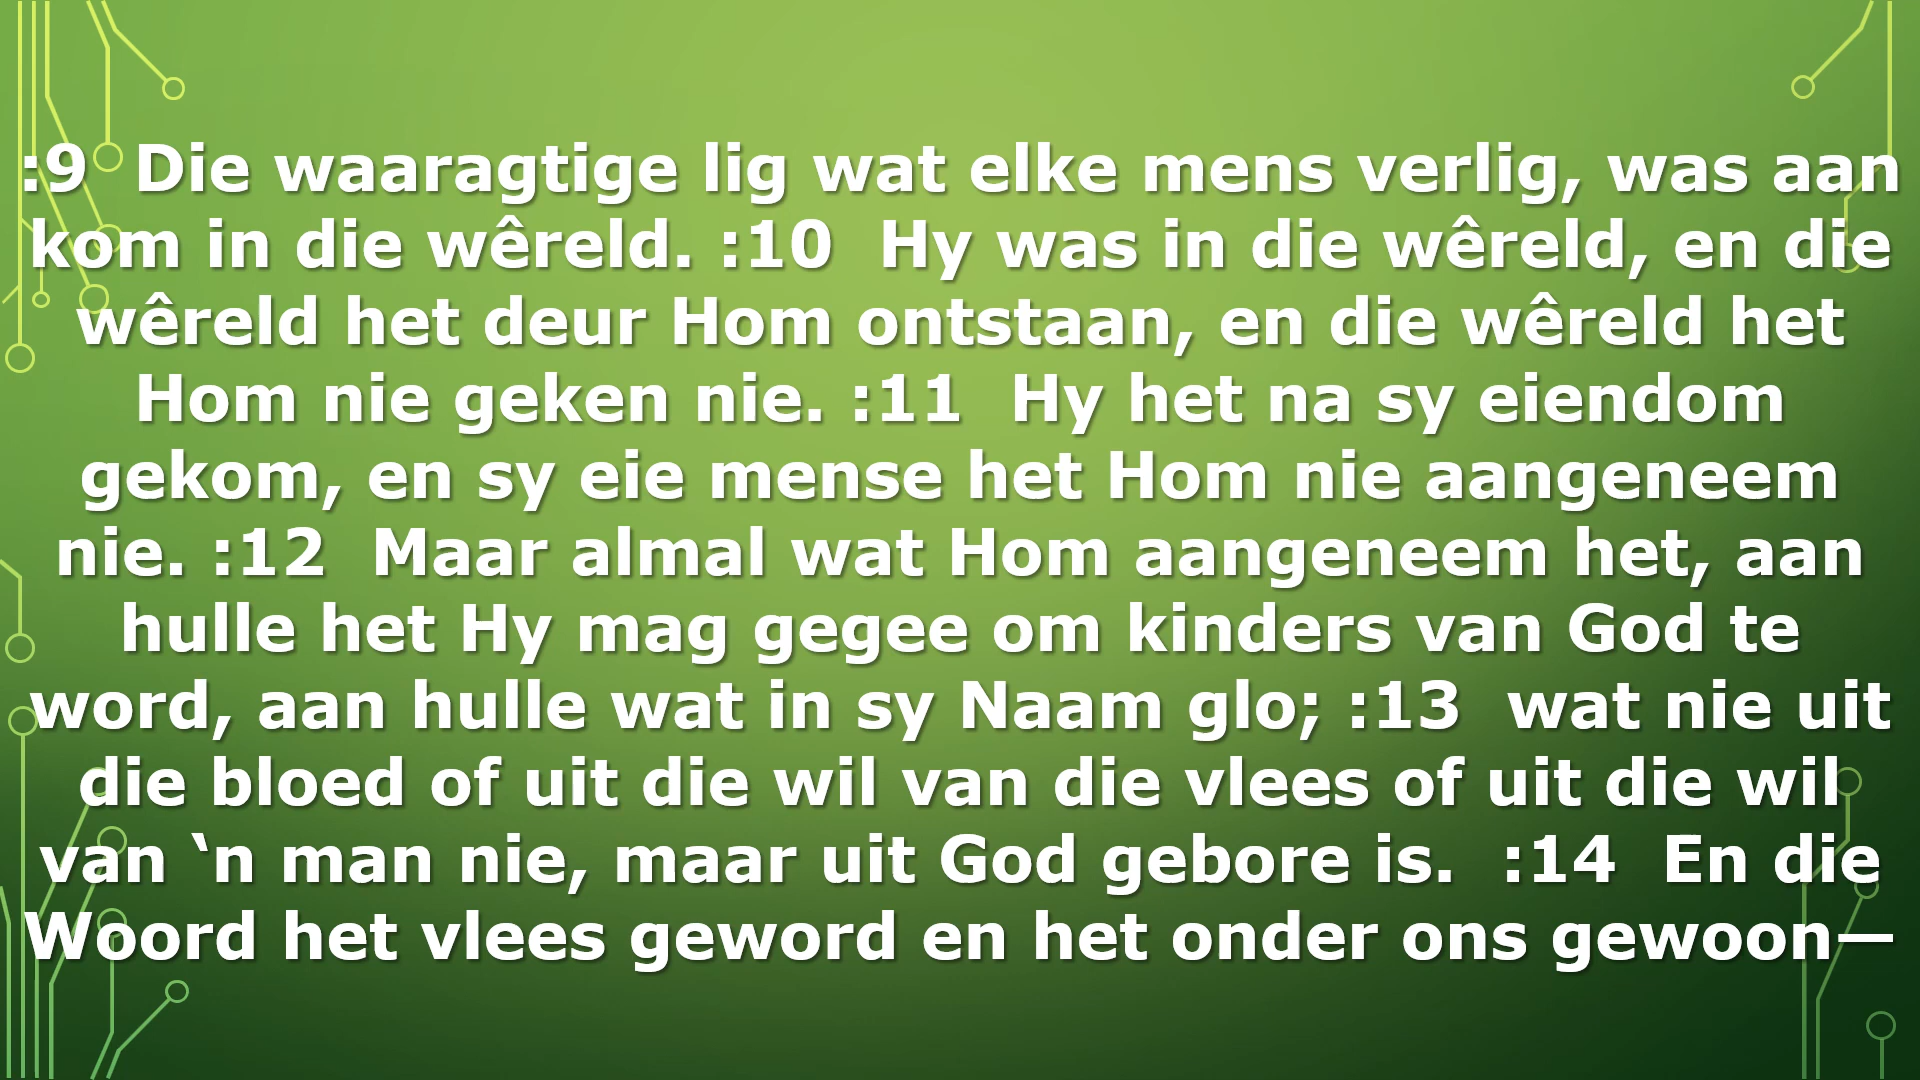 :9  Die waaragtige lig wat elke mens verlig, was aan
kom in die wêreld. :10  Hy was in die wêreld, en die
wêreld het deur Hom ontstaan, en die wêreld het
Hom nie geken nie. :11  Hy het na sy eiendom
gekom, en sy eie mense het Hom nie aangeneem
nie. :12  Maar almal wat Hom aangeneem het, aan
hulle het Hy mag gegee om kinders van God te
word, aan hulle wat in sy Naam glo; :13  wat nie uit
die bloed of uit die wil van die vlees of uit die wil
van ‛n man nie, maar uit God gebore is.  :14  En die
Woord het vlees geword en het onder ons gewoon—